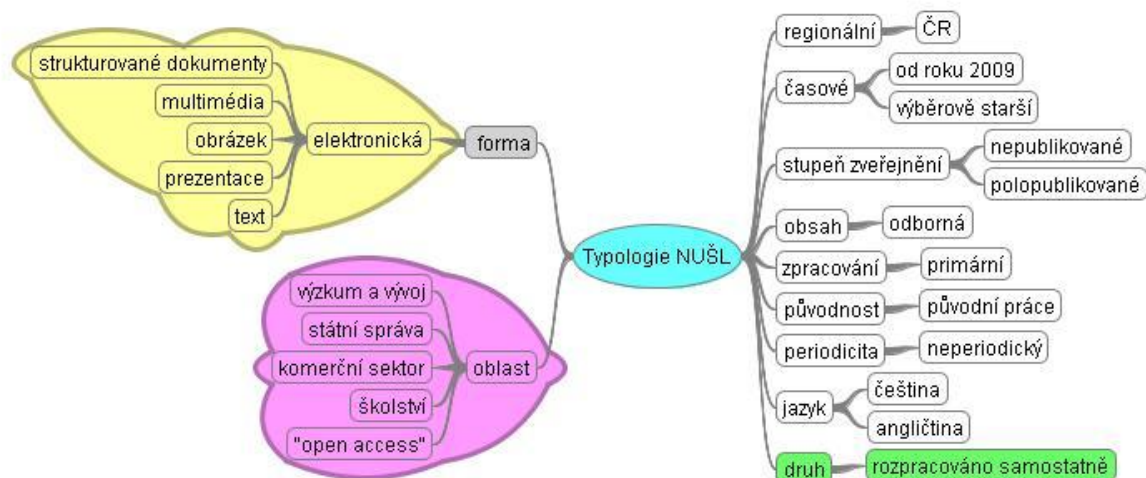 strukturované dokumenty
multimédia
obrázek
prezentace
text
elektronická
forma
výzkum a vývoj
státní správa
komerční sektor
školství
"open access"
oblast
Typologie NUŠL
regionální
ČR
časové
od roku 2009
výběrově starší
stupeň zveřejnění
nepublikované
polopublikované
obsah
odborná
zpracování
primární
původnost
původní práce
periodicita
neperiodický
jazyk
čeština
angličtina
druh
rozpracováno samostatně